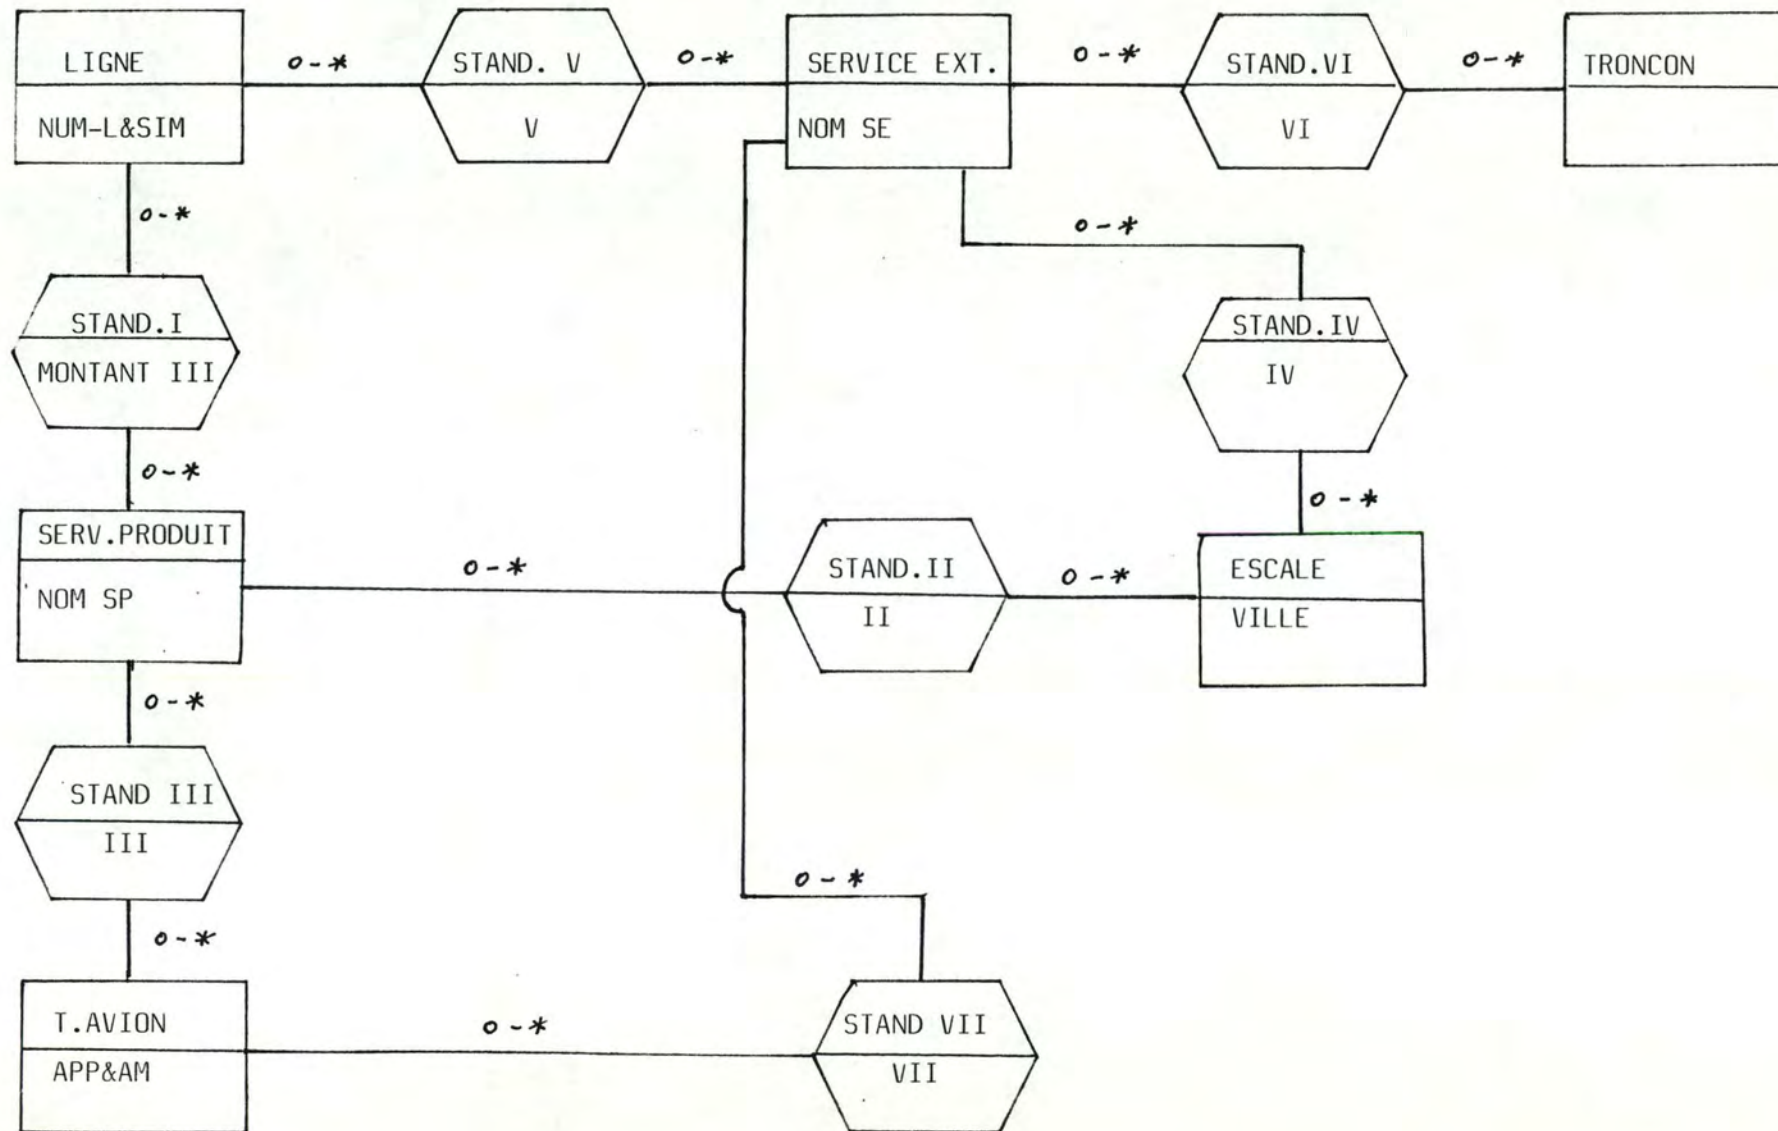 LIGNE
NUM-L&SIM
0-*
STAND. V
V
0-*
SERVICE EXT.
NOM SE
0-*
STAND.VI
VI
0-*
TRONCON
0-*
0-*
STAND.I
MONTANT III
STAND.IV
IV
0-*
0-*
SERV.PRODUIT
NOM SP
0-*
STAND.II
II
0-*
ESCALE
VILLE
0-*
STAND III
III
0-*
0-*
T.AVION
APP&AM
0-*
STAND VII
VII